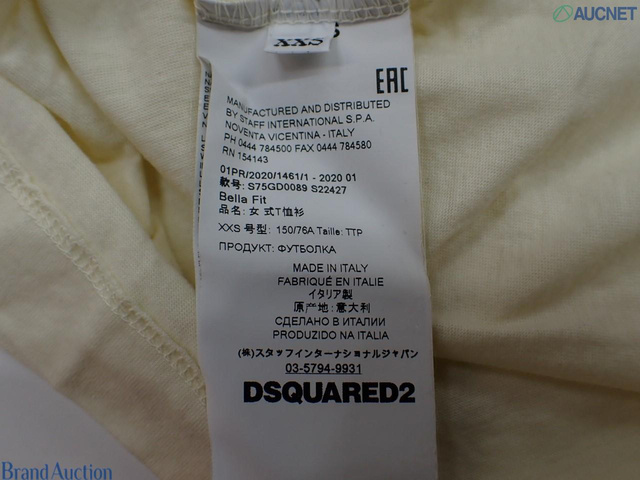 AUCNET
XXS
EAC
MANUFACTURED AND DISTRIBUTED
BY STAFF INTERNATIONAL S.P.A.
NOVENTA VICENTINA - ITALY
PH 0444 784500 FAX 0444 784580
RN 154143
01PR/2020/1461/1 - 2020 01
款号: S75GD0089 S22427
Bella Fit
品名: 女 式T恤衫
XXS 号型: 150/76A Taille: TTP
ПРОДУКТ: ФУТБОЛКА
MADE IN ITALY
FABRIQUÉ EN ITALIE
イタリア製
原产地: 意大利
СДЕЛАНО В ИТАЛИИ
PRODUZIDO NA ITALIA
(株)スタッフインターナショナルジャパン
03-5794-9931
DSQUARED2
Brand Auction